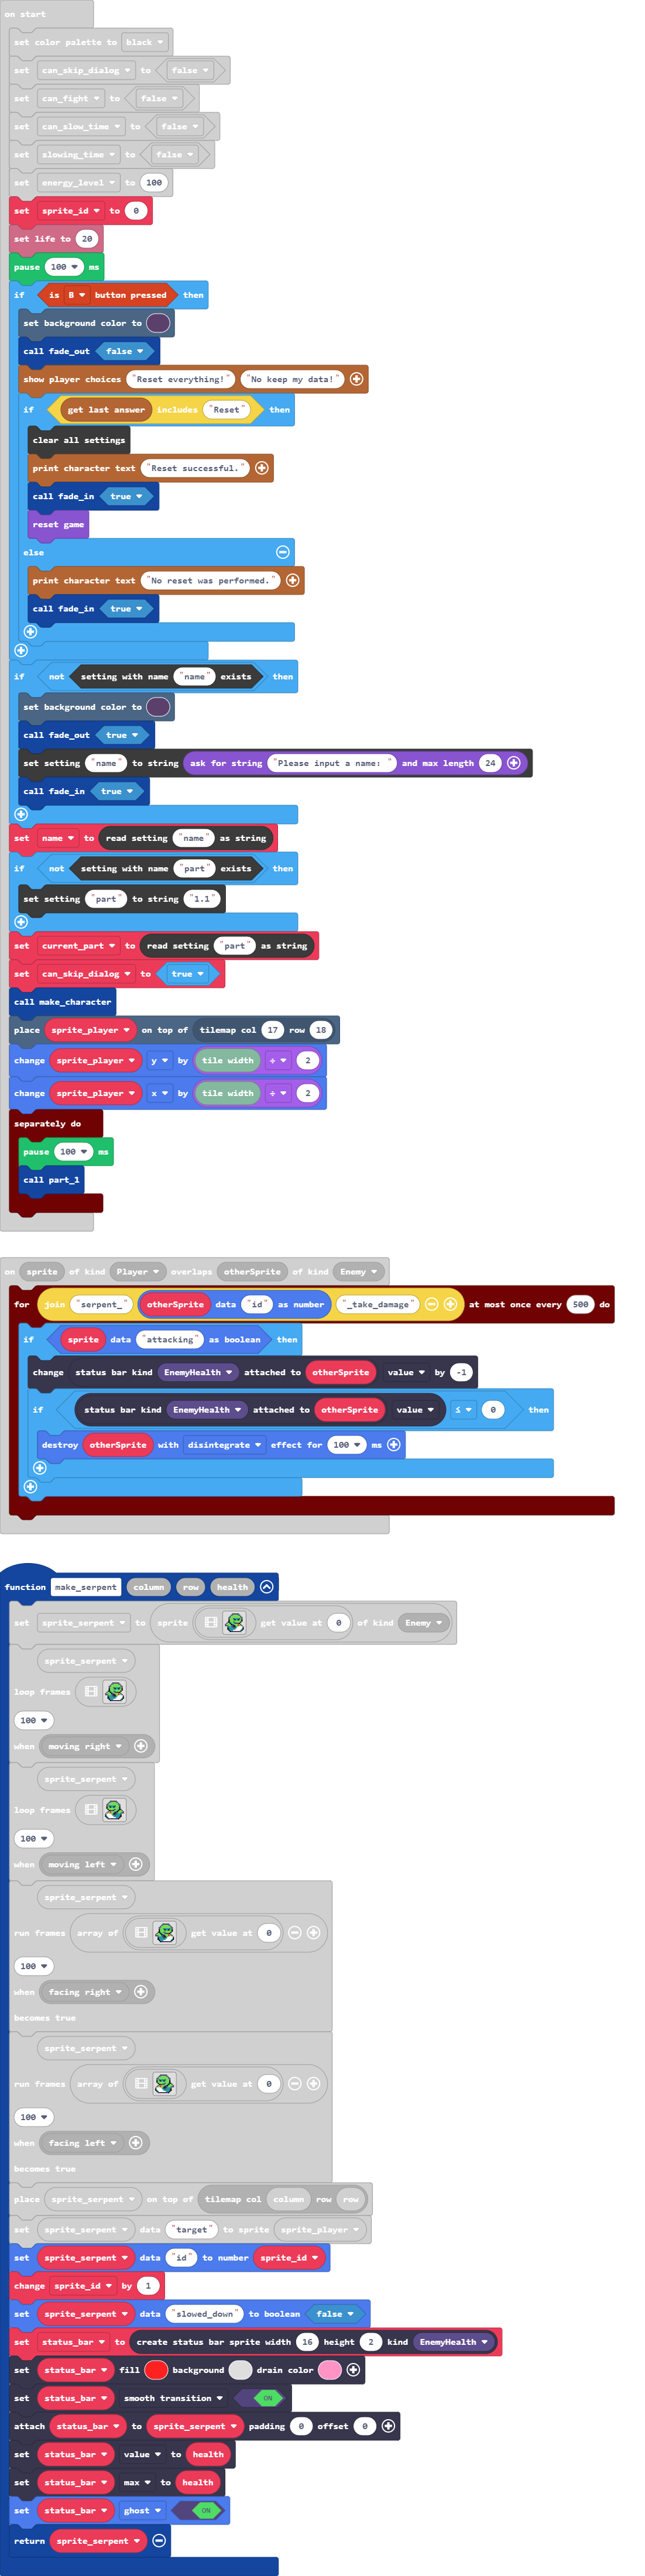 on start
set color palette to black
set can_skip_dialog to false
set can_fight to false
set can_slow_time to false
set slowing_time to false
set energy_level to 100
set sprite_id to 0
set life to 20
pause 100 ms
if is B button pressed then
set background color to
call fade_out false
show player choices "Reset everything!" "No keep my data!"
if get last answer includes "Reset" then
clear all settings
print character text "Reset successful."
call fade_in true
reset game
else
print character text "No reset was performed."
call fade_in true
if not setting with name "name" exists then
set background color to
call fade_out true
set setting "name" to string ask for string "Please input a name: " and max length 24
call fade_in true
set name to read setting "name" as string
if not setting with name "part" exists then
set setting "part" to string "1.1"
set current_part to read setting "part" as string
set can_skip_dialog to true
call make_character
place sprite_player on top of tilemap col 17 row 18
change sprite_player y by tile width ÷ 2
change sprite_player x by tile width ÷ 2
separately do
pause 100 ms
call part_1
on sprite of kind Player overlaps otherSprite of kind Enemy
for join "serpent_" otherSprite data "id" as number "_take_damage" at most once every 500 do
if sprite data "attacking" as boolean then
change status bar kind EnemyHealth attached to otherSprite value by -1
if status bar kind EnemyHealth attached to otherSprite value ≤ 0 then
destroy otherSprite with disintegrate effect for 100 ms
function make_serpent column row health
set sprite_serpent to sprite get value at 0 of kind Enemy
sprite_serpent
loop frames
100
when moving right
sprite_serpent
loop frames
100
when moving left
sprite_serpent
run frames array of get value at 0
100
when facing right
becomes true
sprite_serpent
run frames array of get value at 0
100
when facing left
becomes true
place sprite_serpent on top of tilemap col column row row
set sprite_serpent data "target" to sprite sprite_player
set sprite_serpent data "id" to number sprite_id
change sprite_id by 1
set sprite_serpent data "slowed_down" to boolean false
set status_bar to create status bar sprite width 16 height 2 kind EnemyHealth
set status_bar fill background drain color
set status_bar smooth transition ON
attach status_bar to sprite_serpent padding 0 offset 0
set status_bar value to health
set status_bar max to health
set status_bar ghost ON
return sprite_serpent